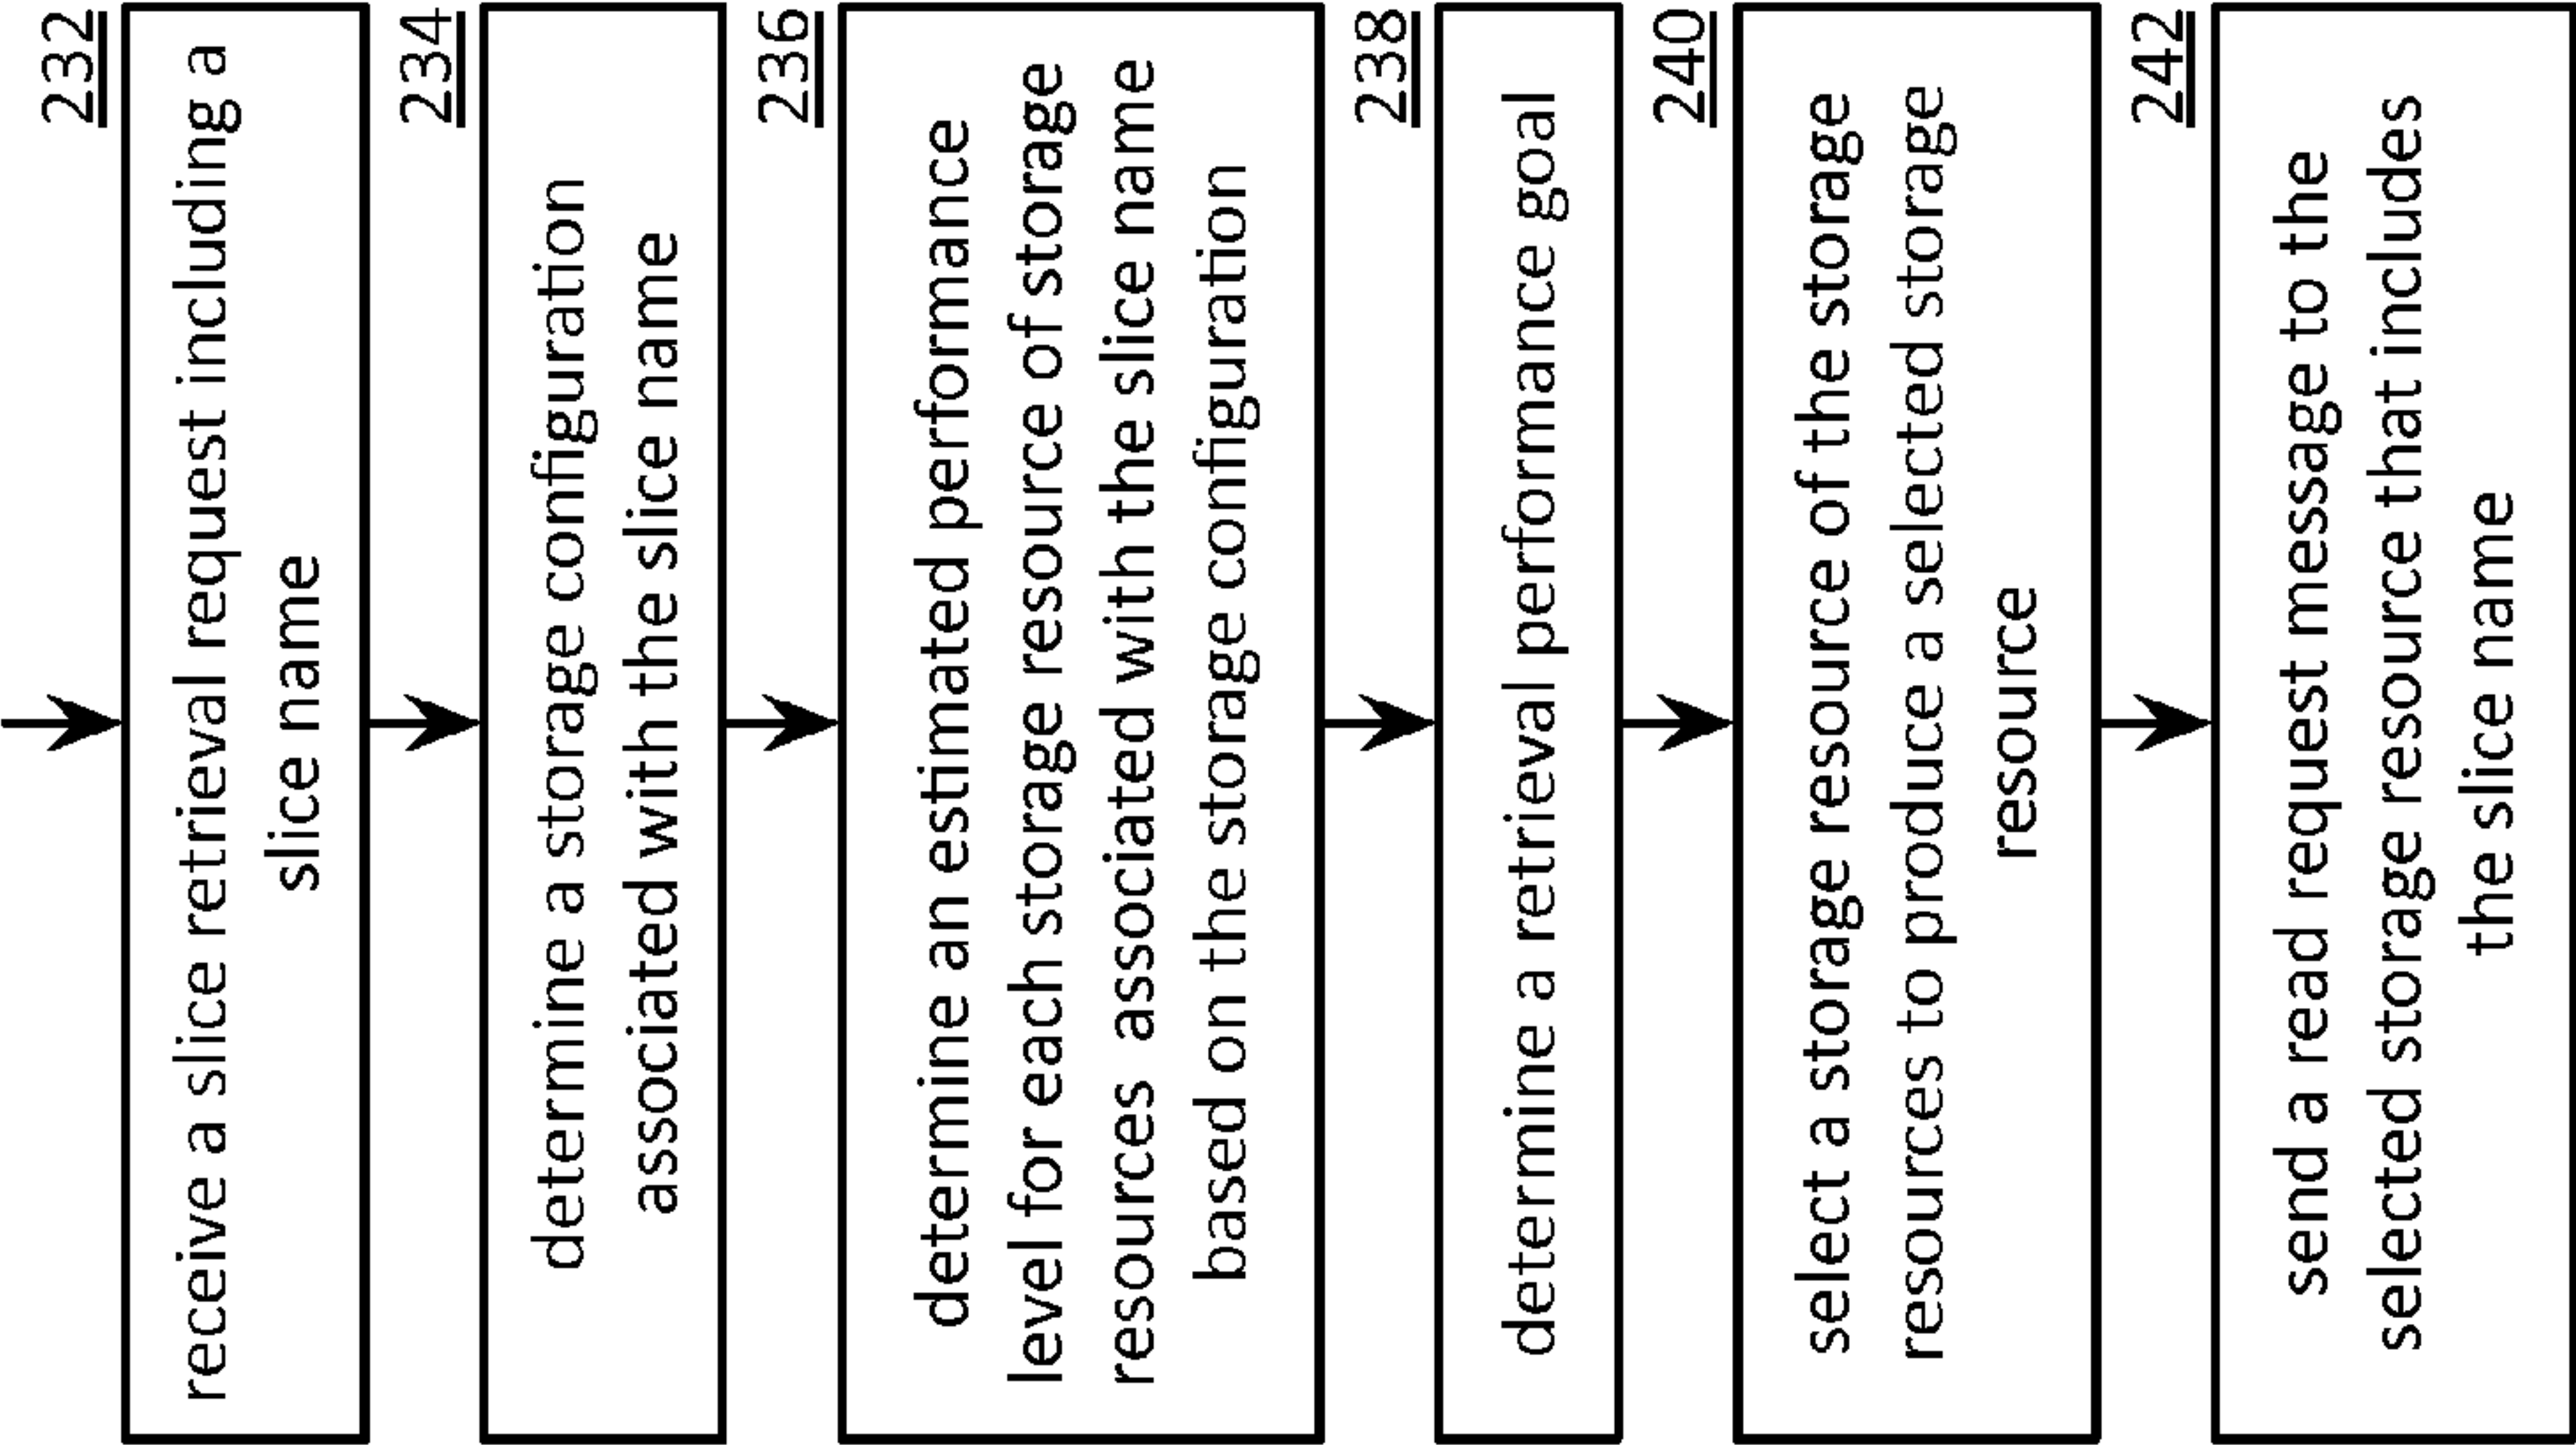 232
receive a slice retrieval request including a
slice name
234
determine a storage configuration
associated with the slice name
236
determine an estimated performance
level for each storage resource of storage
resources associated with the slice name
based on the storage configuration
238
determine a retrieval performance goal
240
select a storage resource of the storage
resources to produce a selected storage
resource
242
send a read request message to the
selected storage resource that includes
the slice name